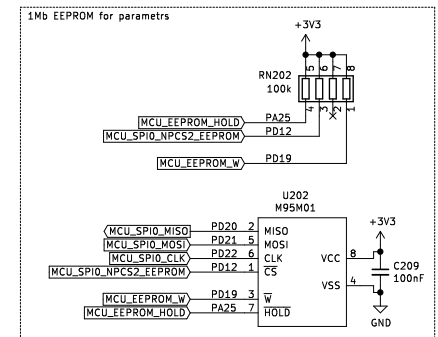 1Mb EEPROM for parametrs
+3V3
5 6 7 8
RN202
100k
4 3 2 1
MCU_EEPROM_HOLD PA25
MCU_SPI0_NPCS2_EEPROM PD12
MCU_EEPROM_W PD19
U202
M95M01
+3V3
MCU_SPI0_MISO PD20 2 MISO
MCU_SPI0_MOSI PD21 5 MOSI
MCU_SPI0_CLK PD22 6 CLK
MCU_SPI0_NPCS2_EEPROM PD12 1 CS
VCC 8
C209
100nF
VSS 4
MCU_EEPROM_W PD19 3 W
MCU_EEPROM_HOLD PA25 7 HOLD
GND